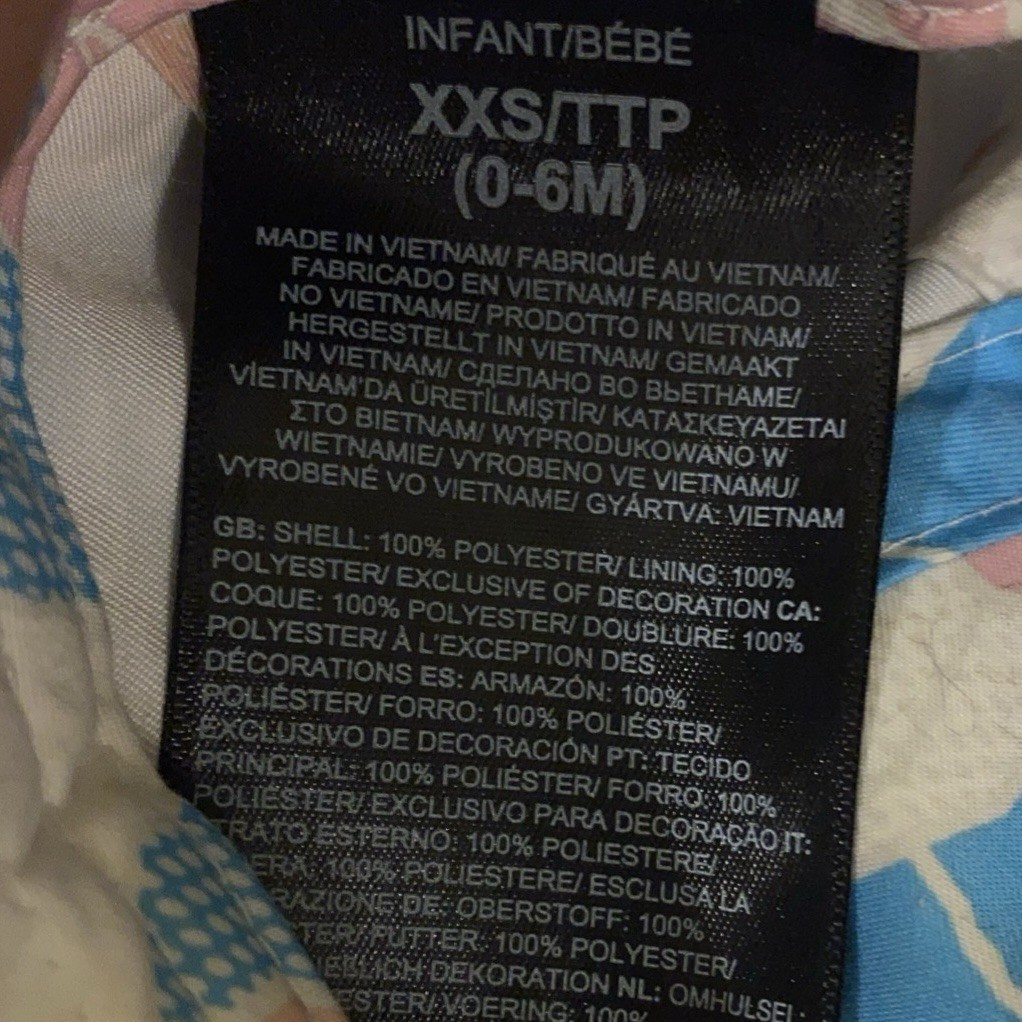 INFANT/BÉBÉ
XXS/TTP
(0-6M)
MADE IN VIETNAM/ FABRIQUÉ AU VIETNAM/
FABRICADO EN VIETNAM/ FABRICADO
NO VIETNAME/ PRODOTTO IN VIETNAM/
HERGESTELLT IN VIETNAM/ GEMAAKT
IN VIETNAM/ СДЕЛАНО ВО ВЬЕТНАМЕ/
VİETNAM'DA ÜRETİLMİŞTİR/ ΚΑΤΑΣΚΕΥΑΖΕΤΑΙ
ΣΤΟ ΒΙΕΤΝΑΜ/ WYPRODUKOWANO W
WIETNAMIE/ VYROBENO VE VIETNAMU/
VYROBENÉ VO VIETNAME/ GYÁRTVA: VIETNAM
GB: SHELL: 100% POLYESTER/ LINING: 100%
POLYESTER/ EXCLUSIVE OF DECORATION CA:
COQUE: 100% POLYESTER/ DOUBLURE: 100%
POLYESTER/ À L'EXCEPTION DES
DÉCORATIONS ES: ARMAZÓN: 100%
POLIÉSTER/ FORRO: 100% POLIÉSTER/
EXCLUSIVO DE DECORACIÓN PT: TECIDO
PRINCIPAL: 100% POLIÉSTER/ FORRO: 100%
POLIÉSTER/ EXCLUSIVO PARA DECORAÇÃO IT:
ESTERNO: 100% POLIESTERE/
100% POLIESTERE/ ESCLUSA LA
DE: OBERSTOFF: 100%
FUTTER: 100% POLYESTER/
DEKORATION NL: OMHULSEL:
VOERING: 100%